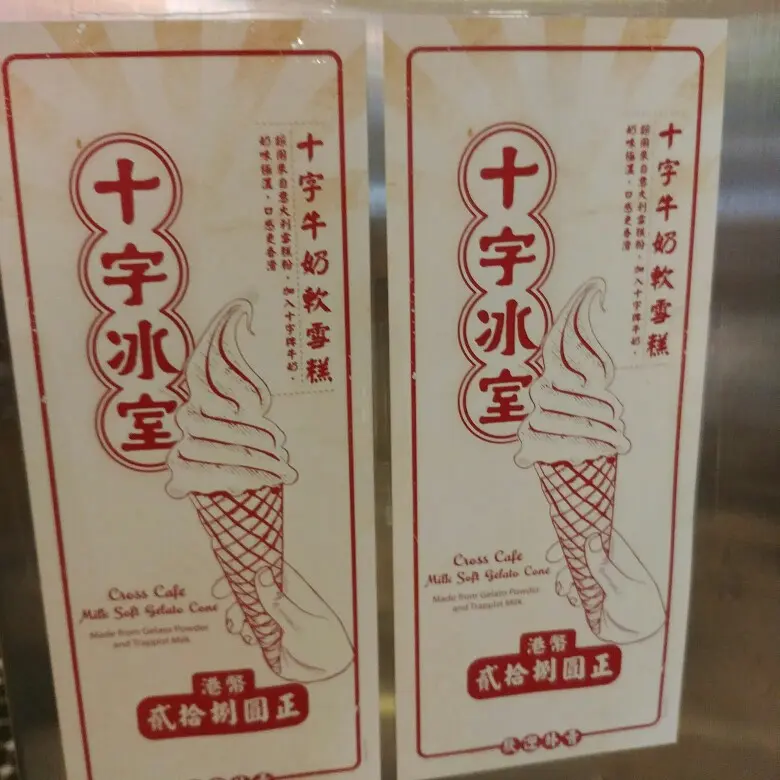 十字冰室
十字牛奶軟雪糕
採用來自意大利雪糕粉，加入十字牌牛奶，
奶味極濃，口感更香滑
Cross Cafe
Milk Soft Gelato Cone
Made from Gelato Powder
and Trappist Milk
港幣
貳拾捌圓正
十字冰室
十字牛奶軟雪糕
採用來自意大利雪糕粉，加入十字牌牛奶，
奶味極濃，口感更香滑
Cross Cafe
Milk Soft Gelato Cone
Made from Gelato Powder
and Trappist Milk
港幣
貳拾捌圓正